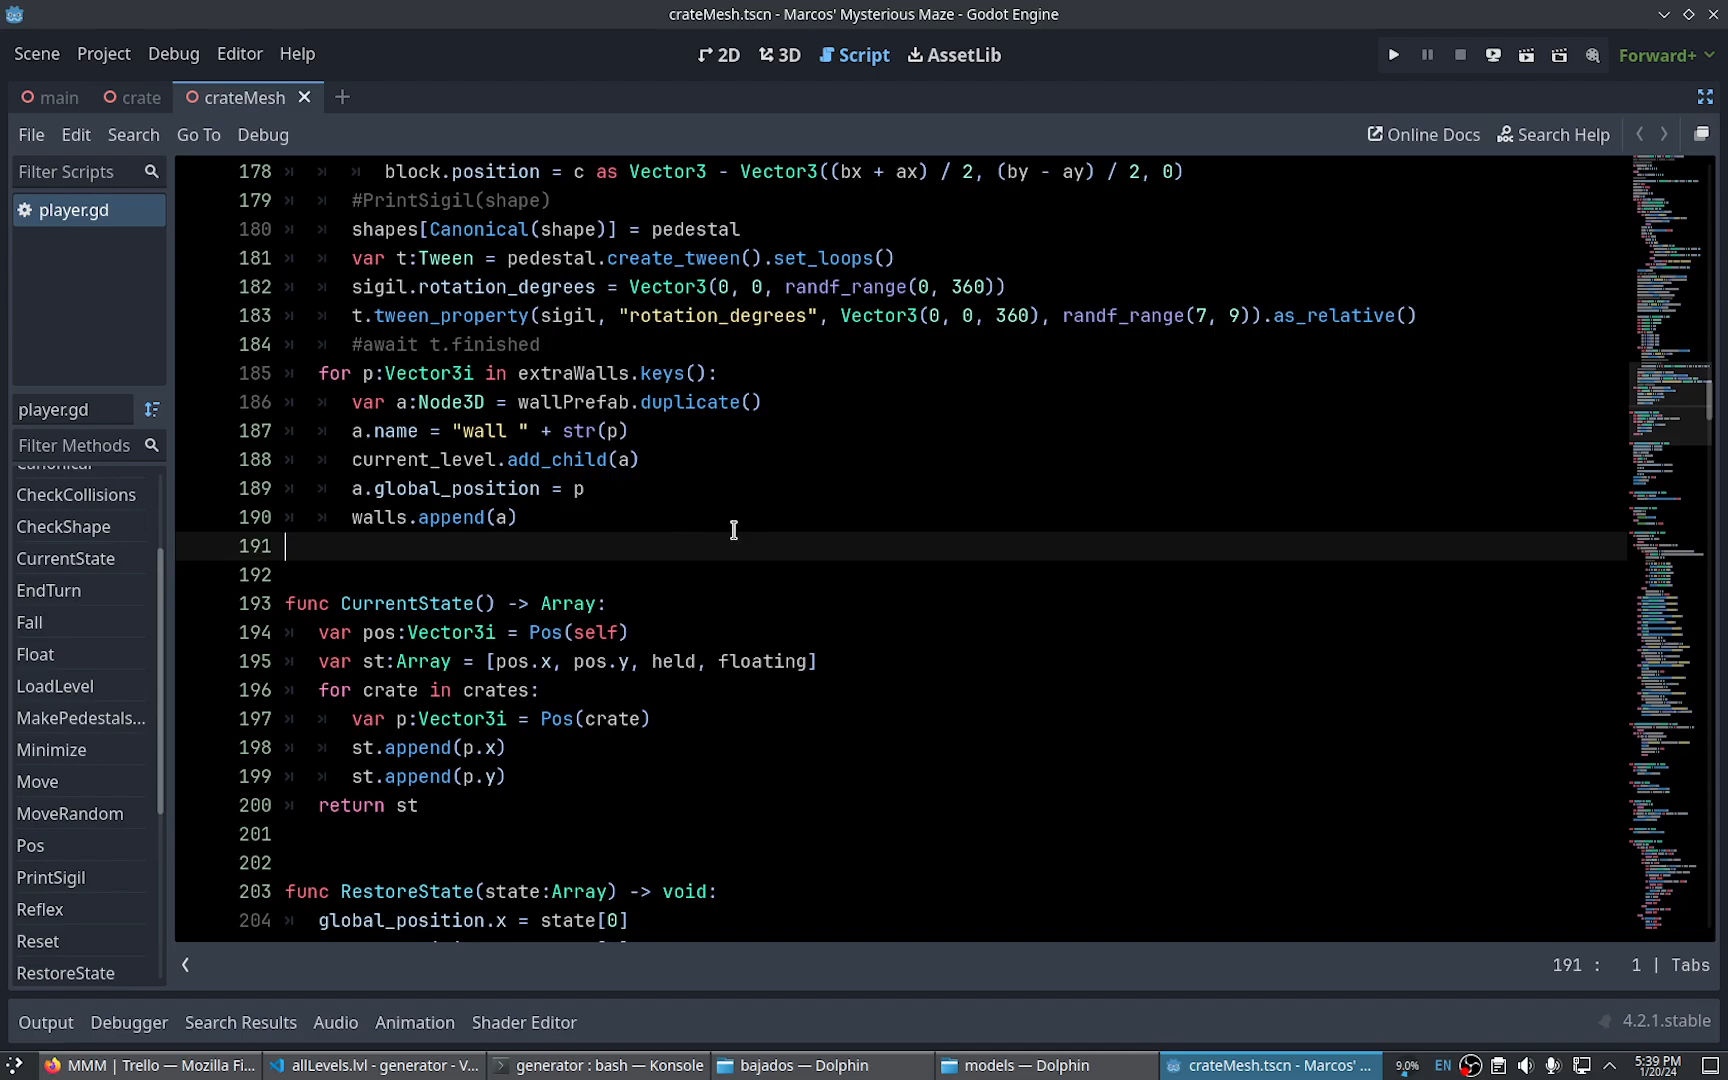 crateMesh.tscn - Marcos' Mysterious Maze - Godot Engine
Scene Project Debug Editor Help 2D 3D Script AssetLib Forward+
main crate crateMesh
File Edit Search Go To Debug Online Docs Search Help
Filter Scripts
player.gd
player.gd
Filter Methods
Canonical
CheckCollisions
CheckShape
CurrentState
EndTurn
Fall
Float
LoadLevel
MakePedestals...
Minimize
Move
MoveRandom
Pos
PrintSigil
Reflex
Reset
RestoreState
178 block.position = c as Vector3 - Vector3((bx + ax) / 2, (by - ay) / 2, 0)
179 #PrintSigil(shape)
180 shapes[Canonical(shape)] = pedestal
181 var t:Tween = pedestal.create_tween().set_loops()
182 sigil.rotation_degrees = Vector3(0, 0, randf_range(0, 360))
183 t.tween_property(sigil, "rotation_degrees", Vector3(0, 0, 360), randf_range(7, 9)).as_relative()
184 #await t.finished
185 for p:Vector3i in extraWalls.keys():
186 var a:Node3D = wallPrefab.duplicate()
187 a.name = "wall " + str(p)
188 current_level.add_child(a)
189 a.global_position = p
190 walls.append(a)
191
192
193 func CurrentState() -> Array:
194 var pos:Vector3i = Pos(self)
195 var st:Array = [pos.x, pos.y, held, floating]
196 for crate in crates:
197 var p:Vector3i = Pos(crate)
198 st.append(p.x)
199 st.append(p.y)
200 return st
201
202
203 func RestoreState(state:Array) -> void:
204 global_position.x = state[0]
191 : 1 | Tabs
Output Debugger Search Results Audio Animation Shader Editor 4.2.1.stable
MMM | Trello — Mozilla Fi... allLevels.lvl - generator - V... generator : bash — Konsole bajados — Dolphin models — Dolphin crateMesh.tscn - Marcos' ... 9.0% EN 5:39 PM
1/20/24